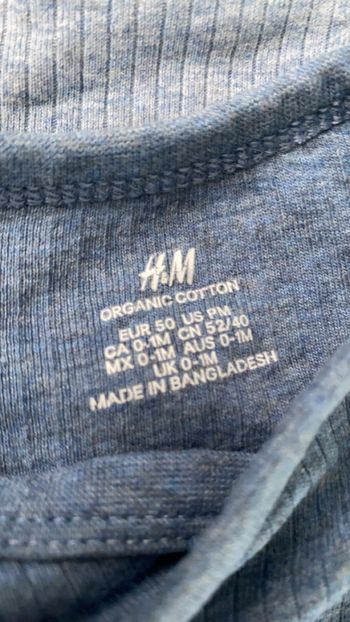 H&M
ORGANIC COTTON
EUR 50 US PM
CA 0-1M CN 52/40
MX 0-1M AUS 0-1M
UK 0-1M
MADE IN BANGLADESH